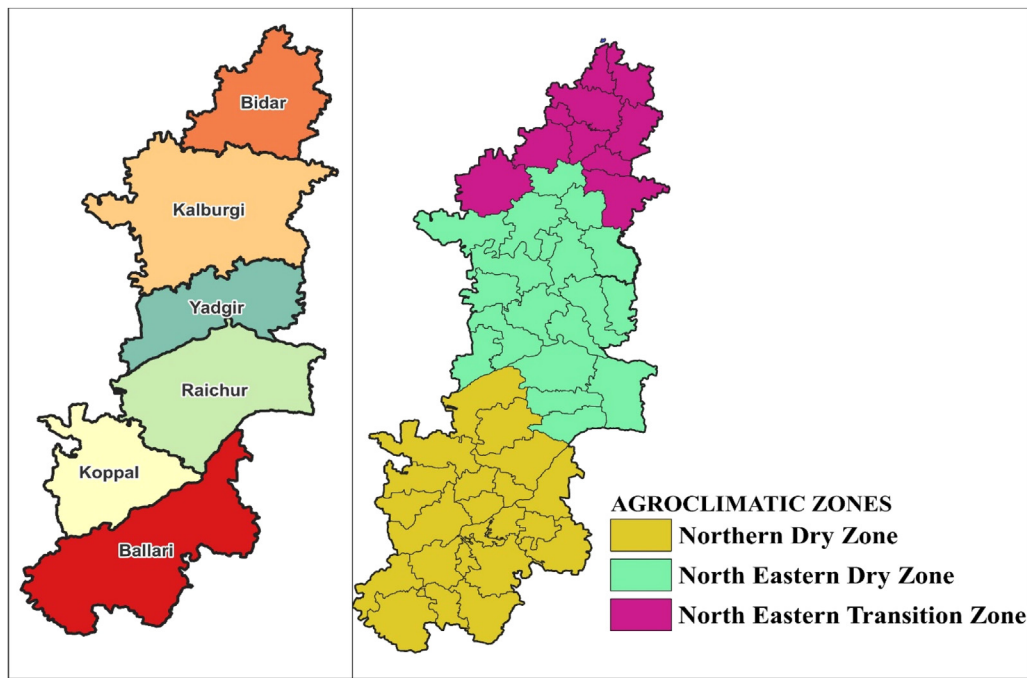 Bidar
Kalburgi
Yadgir
Raichur
Koppal
Ballari
AGROCLIMATIC ZONES
Northern Dry Zone
North Eastern Dry Zone
North Eastern Transition Zone